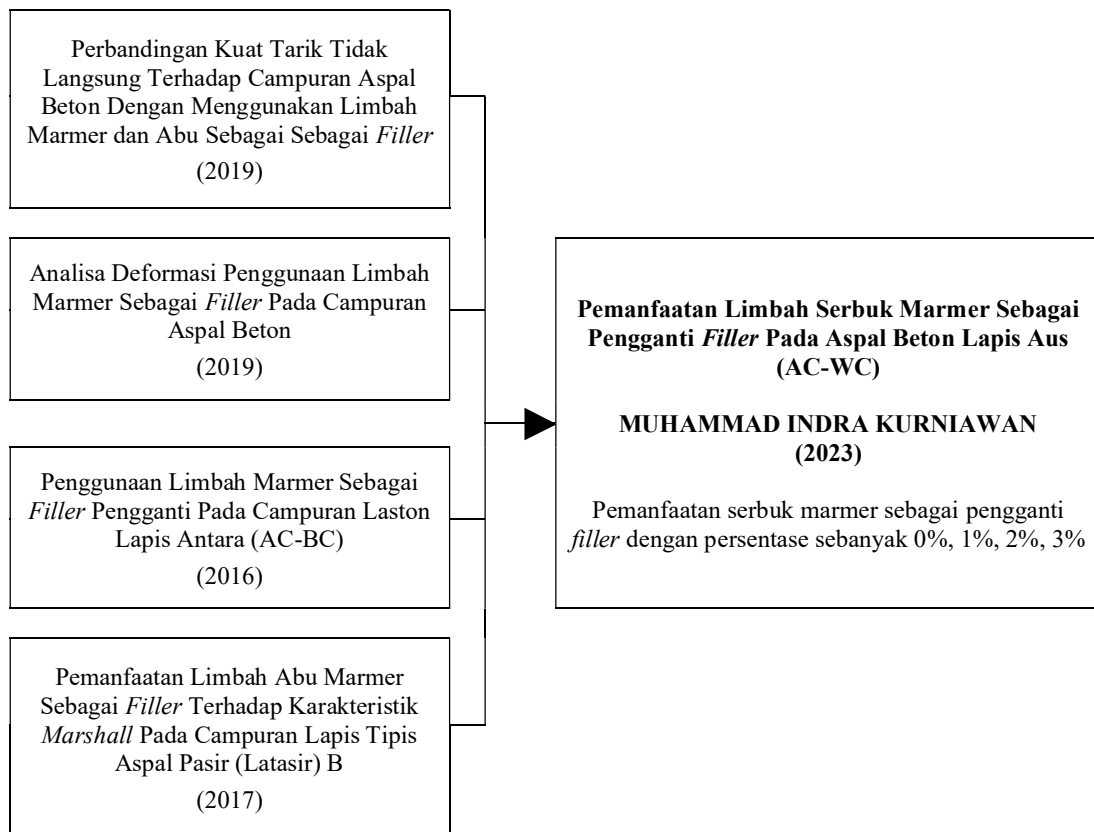 Perbandingan Kuat Tarik Tidak
Langsung Terhadap Campuran Aspal
Beton Dengan Menggunakan Limbah
Marmer dan Abu Sebagai Sebagai Filler
(2019)
Analisa Deformasi Penggunaan Limbah
Marmer Sebagai Filler Pada Campuran
Aspal Beton
(2019)
Penggunaan Limbah Marmer Sebagai
Filler Pengganti Pada Campuran Laston
Lapis Antara (AC-BC)
(2016)
Pemanfaatan Limbah Abu Marmer
Sebagai Filler Terhadap Karakteristik
Marshall Pada Campuran Lapis Tipis
Aspal Pasir (Latasir) B
(2017)
Pemanfaatan Limbah Serbuk Marmer Sebagai
Pengganti Filler Pada Aspal Beton Lapis Aus
(AC-WC)
MUHAMMAD INDRA KURNIAWAN
(2023)
Pemanfaatan serbuk marmer sebagai pengganti
filler dengan persentase sebanyak 0%, 1%, 2%, 3%